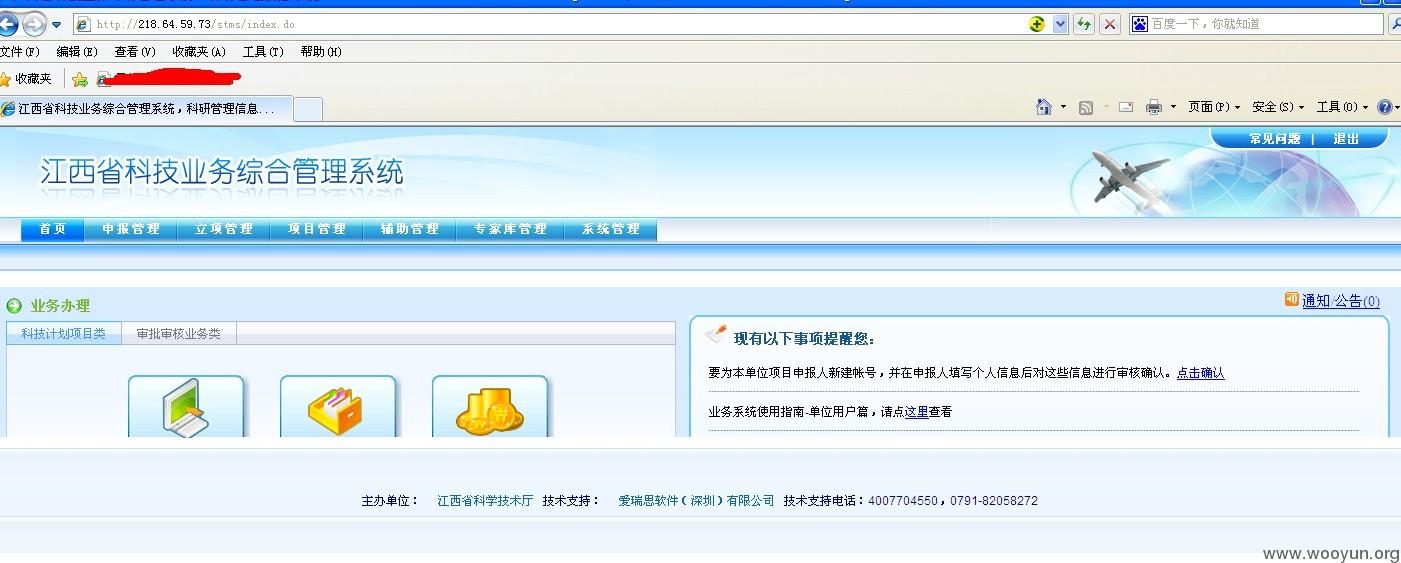 http://218.64.59.73/stms/index.do 百度一下，你就知道
文件(F) 编辑(E) 查看(V) 收藏夹(A) 工具(T) 帮助(H)
收藏夹
江西省科技业务综合管理系统，科研管理信息... 页面(P) 安全(S) 工具(O)
常见问题 | 退出
江西省科技业务综合管理系统
首页 申报管理 立项管理 项目管理 辅助管理 专家库管理 系统管理
业务办理 通知/公告(0)
科技计划项目类 审批审核业务类
现有以下事项提醒您：
要为本单位项目申报人新建帐号，并在申报人填写个人信息后对这些信息进行审核确认。点击确认
业务系统使用指南-单位用户篇，请点这里查看
主办单位： 江西省科学技术厅 技术支持： 爱瑞思软件（深圳）有限公司 技术支持电话：4007704550，0791-82058272
www.wooyun.org